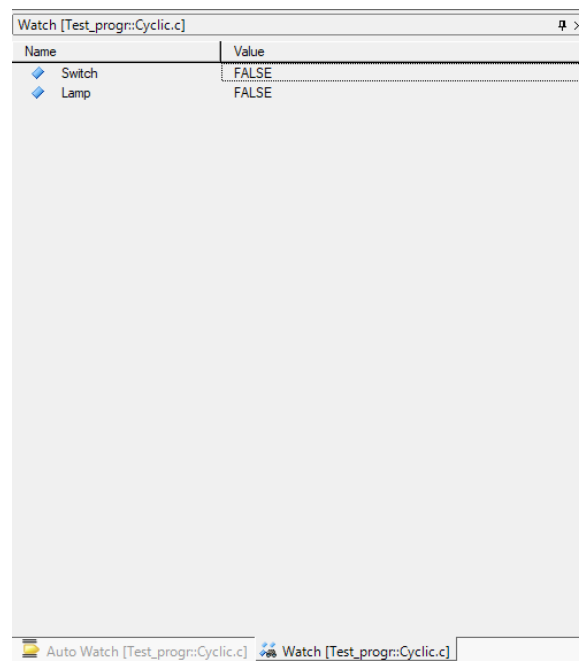 Watch [Test_progr::Cyclic.c]
Name Value
Switch FALSE
Lamp FALSE
Auto Watch [Test_progr::Cyclic.c] Watch [Test_progr::Cyclic.c]